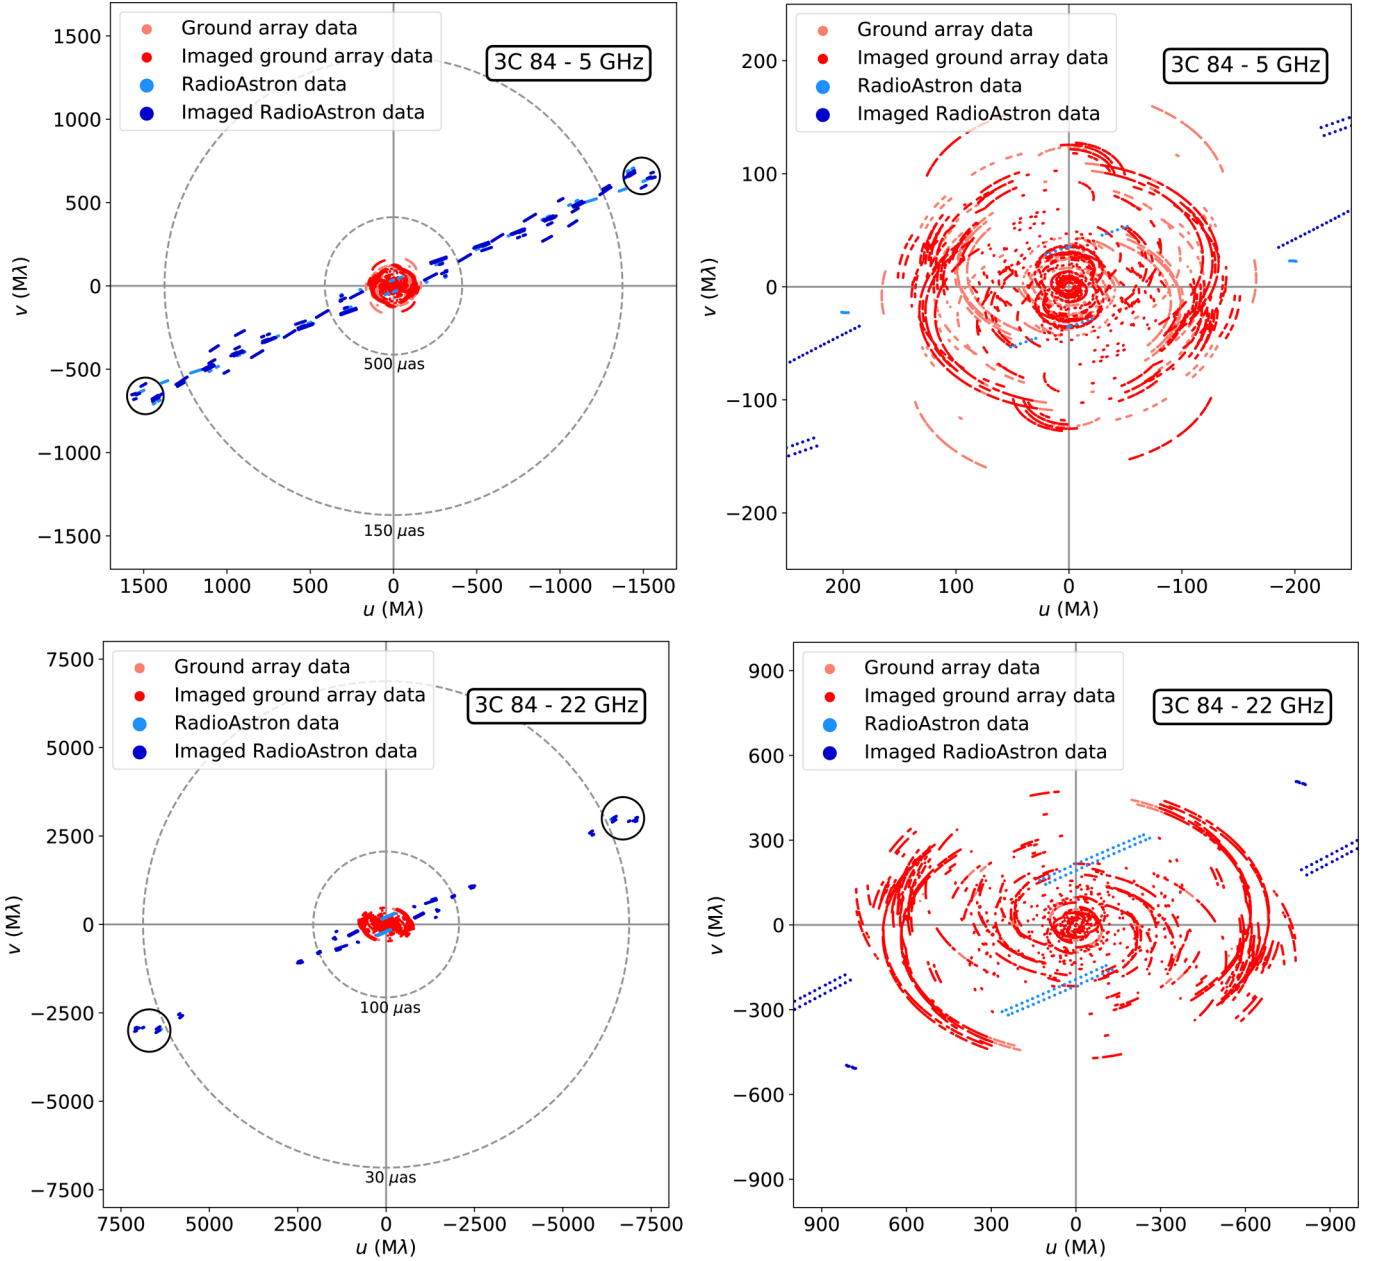 Ground array data
Imaged ground array data
RadioAstron data
Imaged RadioAstron data
3C 84 - 5 GHz
1500
1000
500
0
−500
−1000
−1500
v (Mλ)
500 μas
150 μas
1500 1000 500 0 −500 −1000 −1500
u (Mλ)
Ground array data
Imaged ground array data
RadioAstron data
Imaged RadioAstron data
3C 84 - 5 GHz
200
100
0
−100
−200
v (Mλ)
200 100 0 −100 −200
u (Mλ)
Ground array data
Imaged ground array data
RadioAstron data
Imaged RadioAstron data
3C 84 - 22 GHz
7500
5000
2500
0
−2500
−5000
−7500
v (Mλ)
100 μas
30 μas
7500 5000 2500 0 −2500 −5000 −7500
u (Mλ)
Ground array data
Imaged ground array data
RadioAstron data
Imaged RadioAstron data
3C 84 - 22 GHz
900
600
300
0
−300
−600
−900
v (Mλ)
900 600 300 0 −300 −600 −900
u (Mλ)